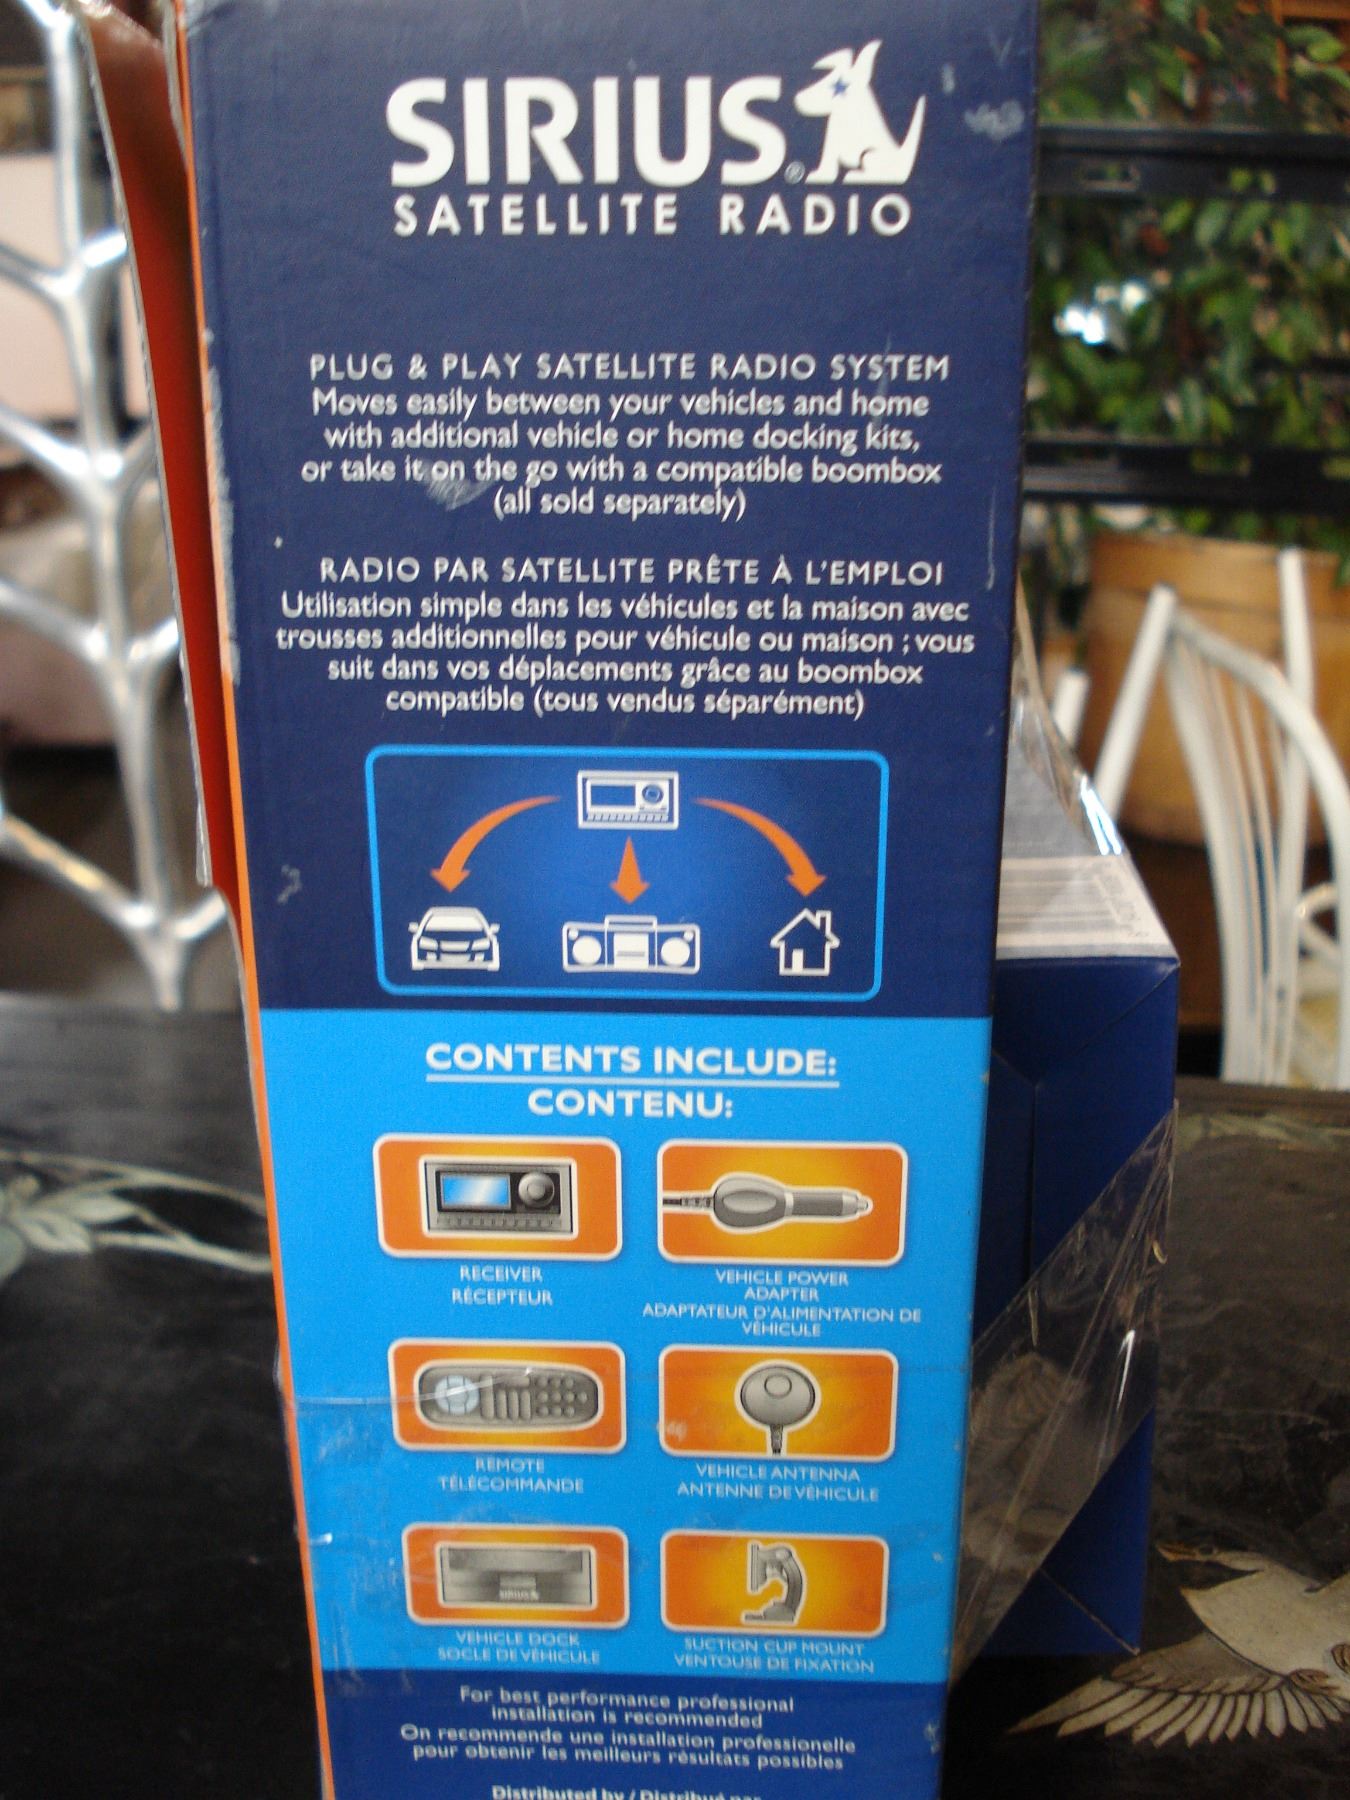 SIRIUS®
SATELLITE RADIO
PLUG & PLAY SATELLITE RADIO SYSTEM
Moves easily between your vehicles and home
with additional vehicle or home docking kits,
or take it on the go with a compatible boombox
(all sold separately)
RADIO PAR SATELLITE PRÊTE À L'EMPLOI
Utilisation simple dans les véhicules et la maison avec
trousses additionnelles pour véhicule ou maison ; vous
suit dans vos déplacements grâce au boombox
compatible (tous vendus séparément)
CONTENTS INCLUDE:
CONTENU:
RECEIVER
RÉCEPTEUR
VEHICLE POWER
ADAPTER
ADAPTATEUR D'ALIMENTATION DE
VÉHICULE
REMOTE
TÉLÉCOMMANDE
VEHICLE ANTENNA
ANTENNE DE VÉHICULE
SIRIUS
VEHICLE DOCK
SOCLE DE VÉHICULE
SUCTION CUP MOUNT
VENTOUSE DE FIXATION
For best performance professional
installation is recommended
On recommende une installation professionelle
pour obtenir les meilleurs résultats possibles
Distributed by / Distribué par